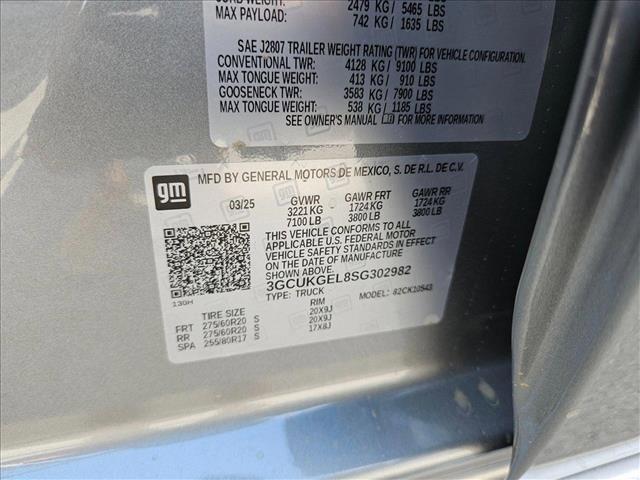 2479 KG / 5465 LBS
MAX PAYLOAD: 742 KG / 1635 LBS
SAE J2807 TRAILER WEIGHT RATING (TWR) FOR VEHICLE CONFIGURATION.
CONVENTIONAL TWR: 4128 KG / 9100 LBS
MAX TONGUE WEIGHT: 413 KG / 910 LBS
GOOSENECK TWR: 3583 KG / 7900 LBS
MAX TONGUE WEIGHT: 538 KG / 1185 LBS
SEE OWNER'S MANUAL FOR MORE INFORMATION
gm
MFD BY GENERAL MOTORS DE MEXICO, S. DE R.L. DE C.V.
03/25 GVWR GAWR FRT GAWR RR
3221 KG - 1724 KG 1724 KG
7100 LB 3800 LB 3800 LB
THIS VEHICLE CONFORMS TO ALL
APPLICABLE U.S. FEDERAL MOTOR
VEHICLE SAFETY STANDARDS IN EFFECT
ON THE DATE OF MANUFACTURE
SHOWN ABOVE.
3GCUKGEL8SG302982
TYPE: TRUCK MODEL: 82CK10543
130H
TIRE SIZE RIM
FRT 275/60R20 S 20X9J
RR 275/60R20 S 20X9J
SPA 255/80R17 S 17X8J